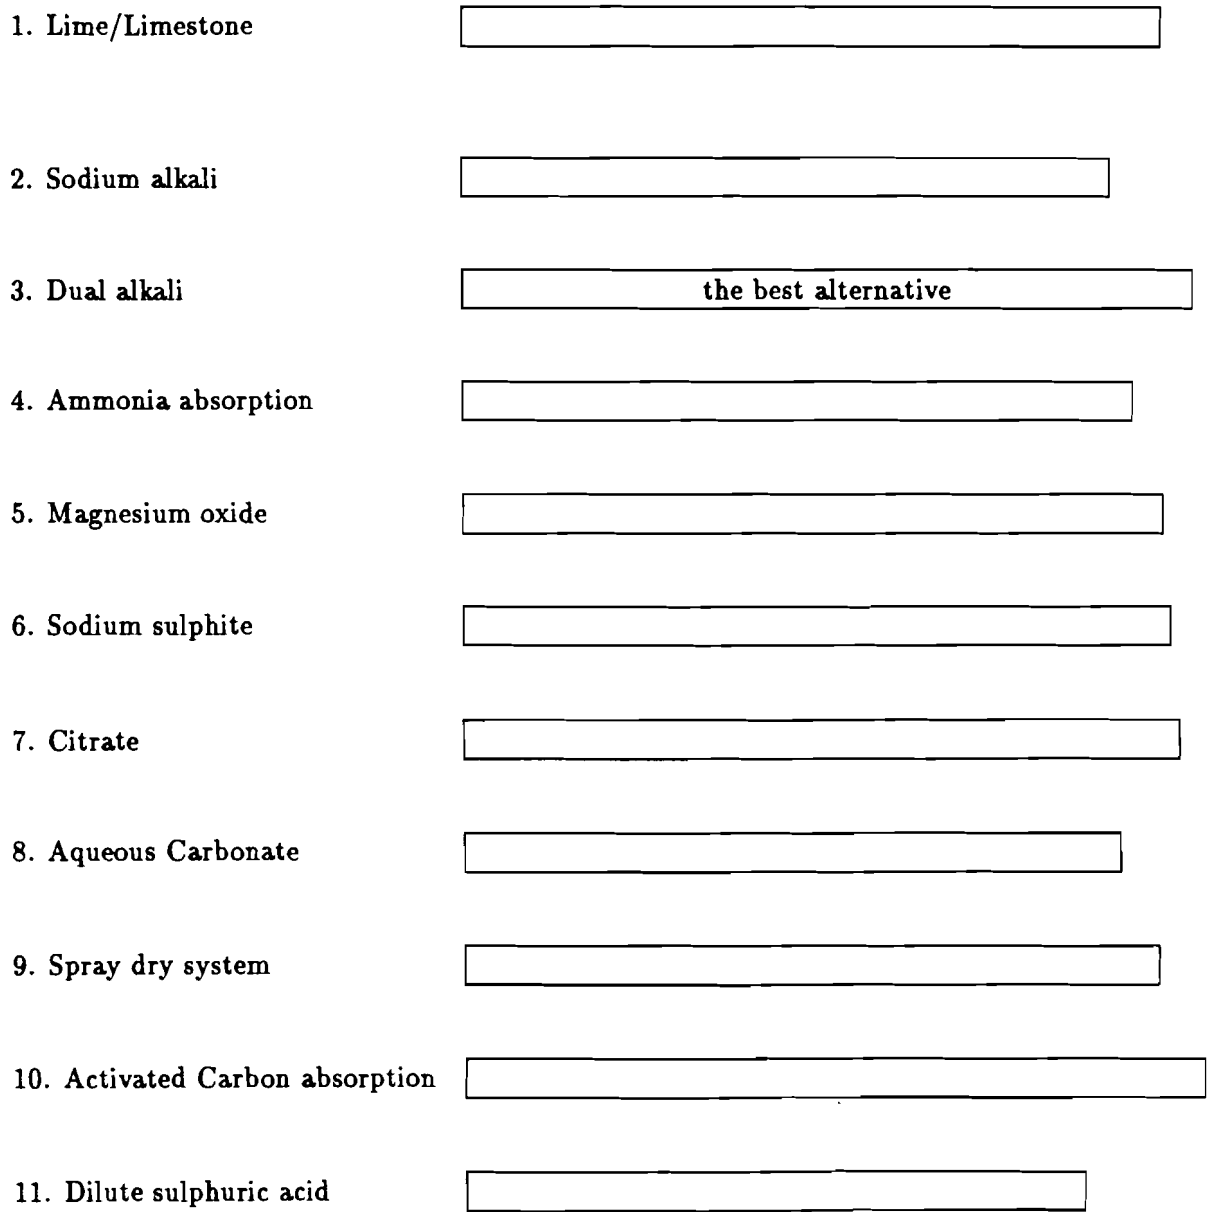 1. Lime/Limestone
2. Sodium alkali
3. Dual alkali the best alternative
4. Ammonia absorption
5. Magnesium oxide
6. Sodium sulphite
7. Citrate
8. Aqueous Carbonate
9. Spray dry system
10. Activated Carbon absorption
11. Dilute sulphuric acid